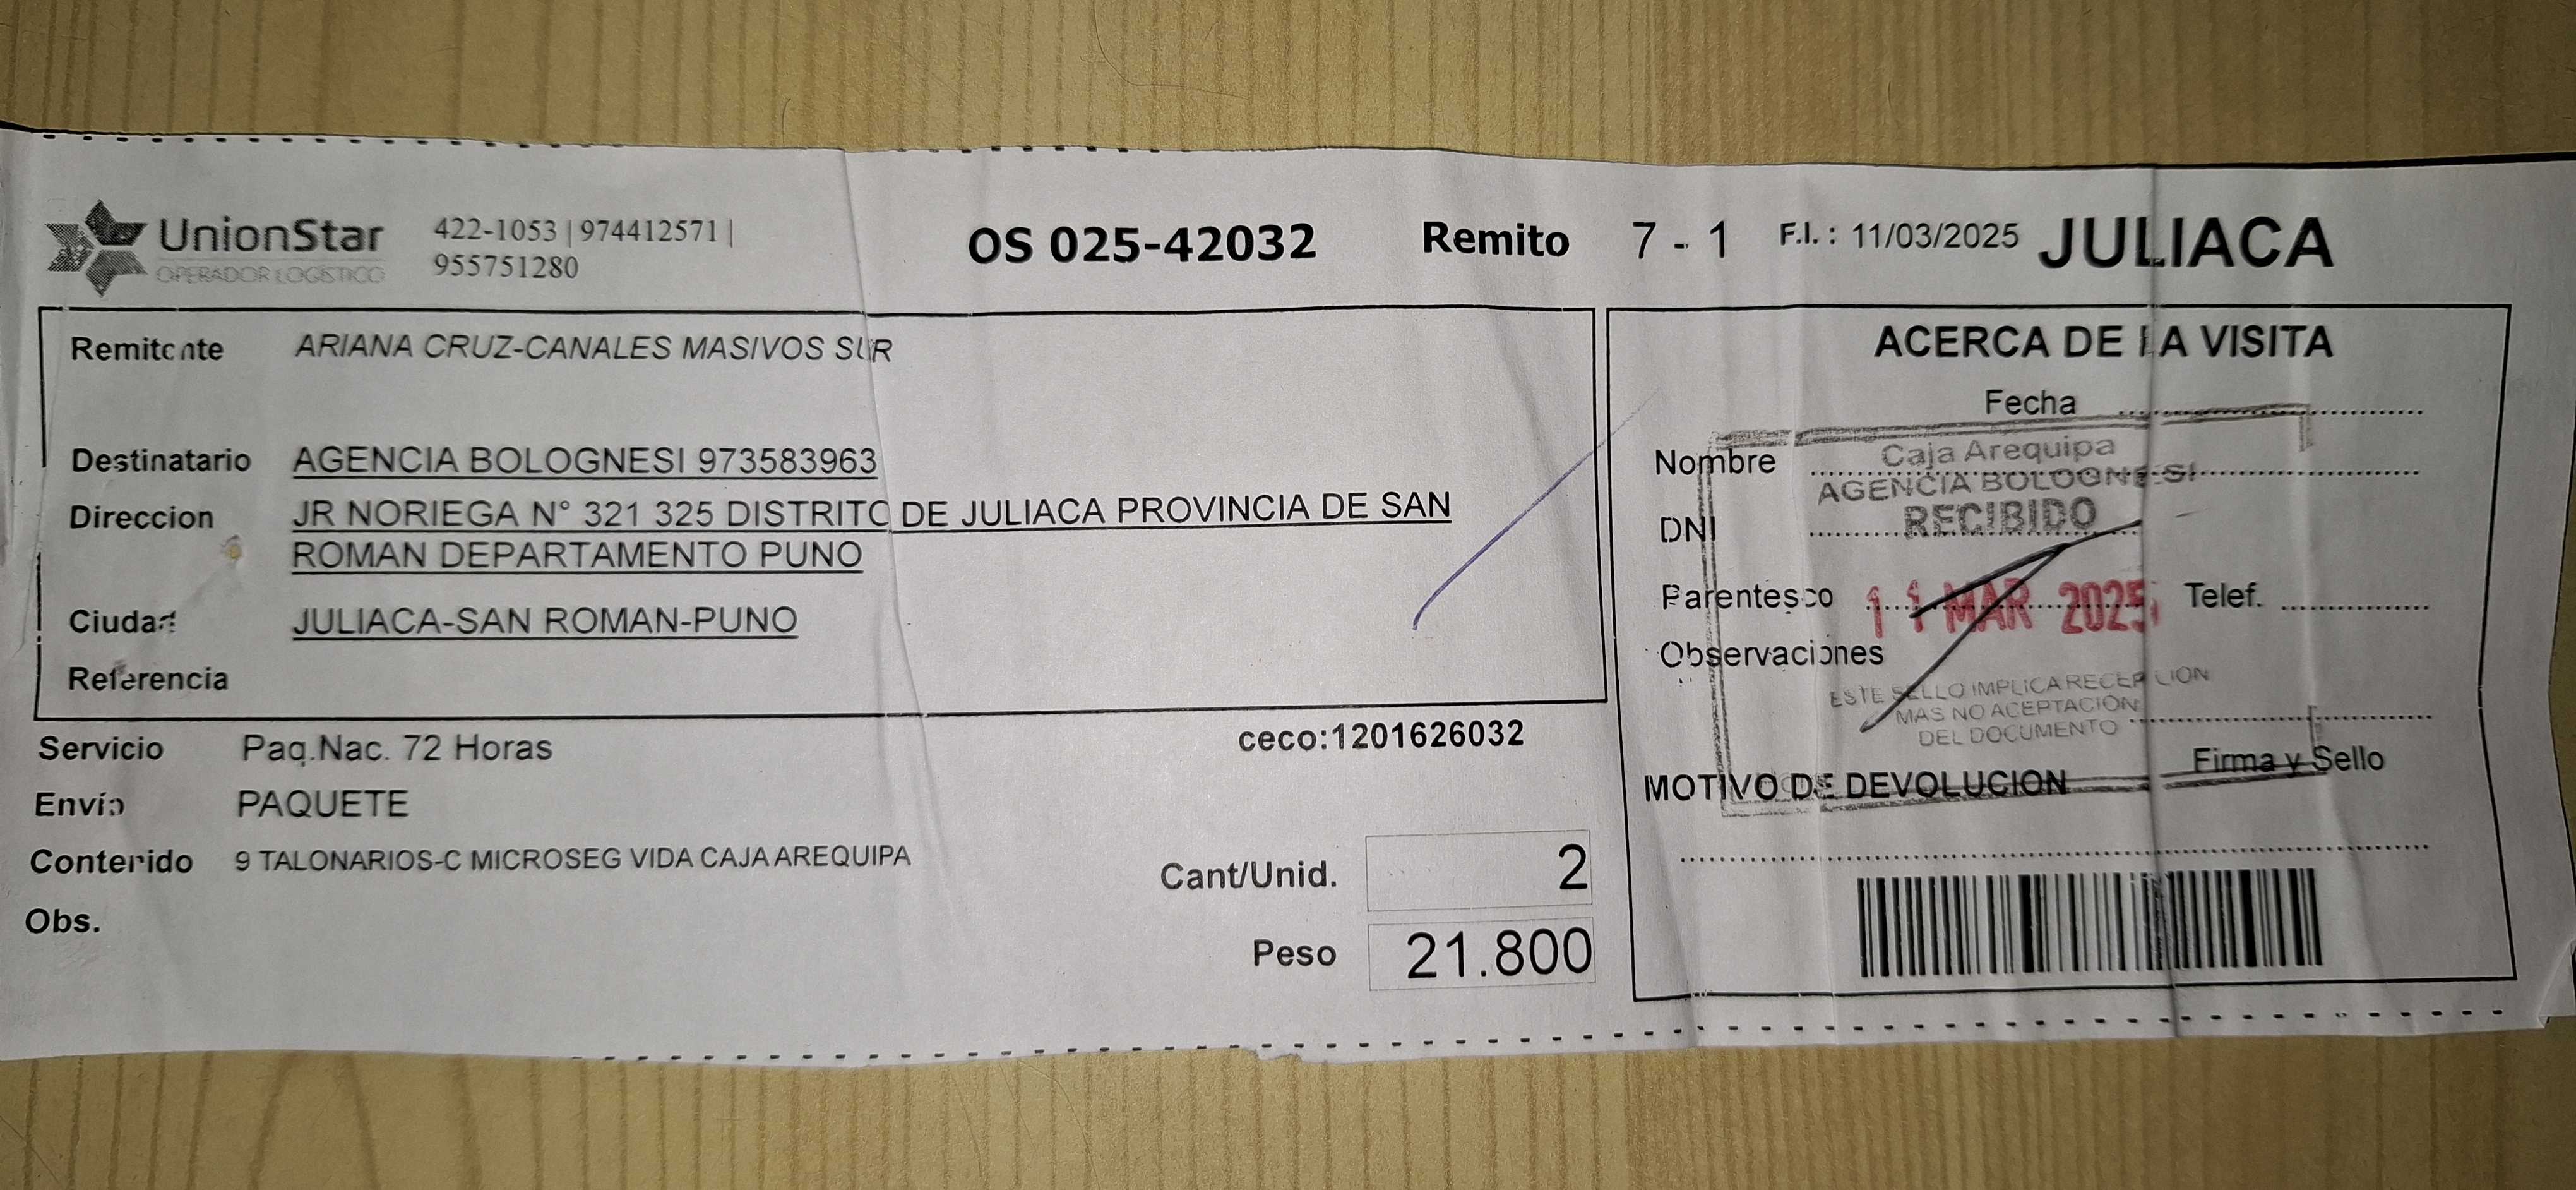 UnionStar
OPERADOR LOGÍSTICO
422-1053 | 974412571 |
955751280
OS 025-42032
Remito 7 - 1
F.I. : 11/03/2025
JULIACA
Remitente ARIANA CRUZ-CANALES MASIVOS SUR
Destinatario AGENCIA BOLOGNESI 973583963
Direccion JR NORIEGA N° 321 325 DISTRITO DE JULIACA PROVINCIA DE SAN
ROMAN DEPARTAMENTO PUNO
Ciudad JULIACA-SAN ROMAN-PUNO
Referencia
Servicio Paq.Nac. 72 Horas
ceco:1201626032
Envío PAQUETE
Contenido 9 TALONARIOS-C MICROSEG VIDA CAJA AREQUIPA
Cant/Unid. 2
Obs.
Peso 21.800
ACERCA DE LA VISITA
Fecha
Nombre
Caja Arequipa
AGENCIA BOLOGNESI
DNI
RECIBIDO
Parentesco
11 MAR 2025
Telef.
Observaciones
ESTE SELLO IMPLICA RECEPCION
MAS NO ACEPTACION
DEL DOCUMENTO
Firma y Sello
MOTIVO DE DEVOLUCION